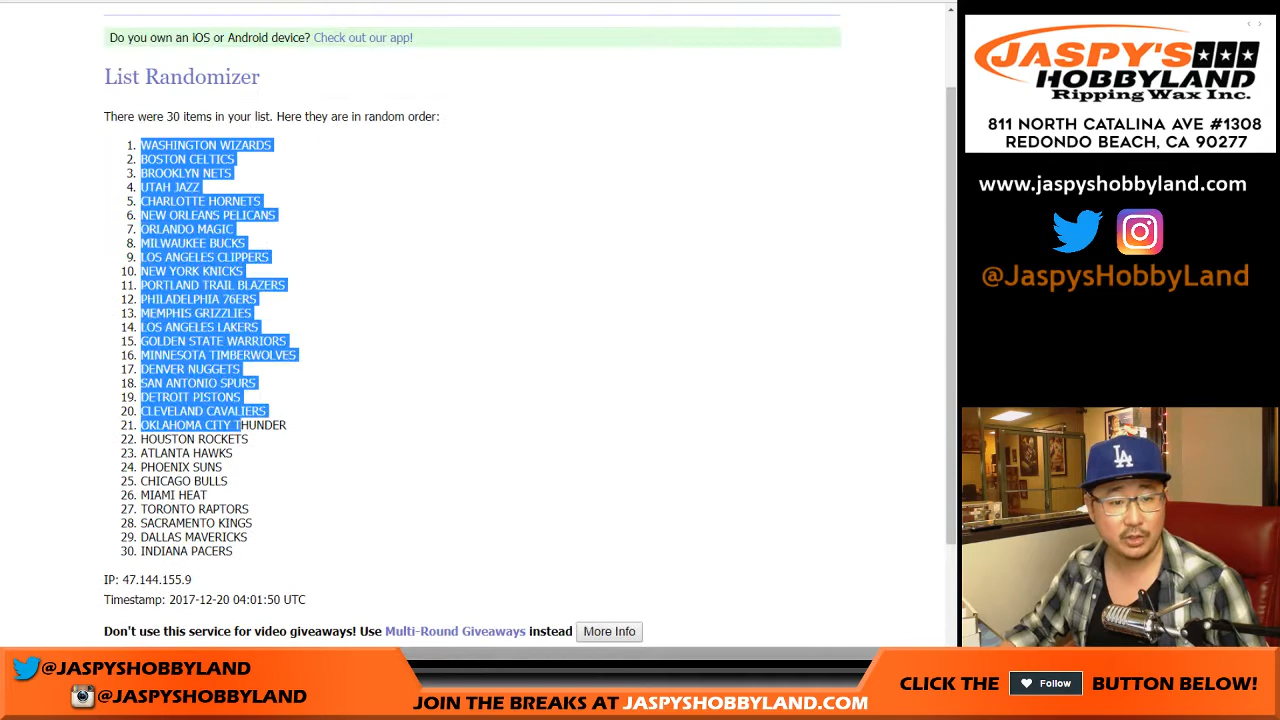 Do you own an iOS or Android device? Check out our app!
List Randomizer
There were 30 items in your list. Here they are in random order:
1. WASHINGTON WIZARDS
2. BOSTON CELTICS
3. BROOKLYN NETS
4. UTAH JAZZ
5. CHARLOTTE HORNETS
6. NEW ORLEANS PELICANS
7. ORLANDO MAGIC
8. MILWAUKEE BUCKS
9. LOS ANGELES CLIPPERS
10. NEW YORK KNICKS
11. PORTLAND TRAIL BLAZERS
12. PHILADELPHIA 76ERS
13. MEMPHIS GRIZZLIES
14. LOS ANGELES LAKERS
15. GOLDEN STATE WARRIORS
16. MINNESOTA TIMBERWOLVES
17. DENVER NUGGETS
18. SAN ANTONIO SPURS
19. DETROIT PISTONS
20. CLEVELAND CAVALIERS
21. OKLAHOMA CITY THUNDER
22. HOUSTON ROCKETS
23. ATLANTA HAWKS
24. PHOENIX SUNS
25. CHICAGO BULLS
26. MIAMI HEAT
27. TORONTO RAPTORS
28. SACRAMENTO KINGS
29. DALLAS MAVERICKS
30. INDIANA PACERS
IP: 47.144.155.9
Timestamp: 2017-12-20 04:01:50 UTC
Don't use this service for video giveaways! Use Multi-Round Giveaways instead More Info
JASPY'S
HOBBYLAND
Ripping Wax Inc.
811 NORTH CATALINA AVE #1308
REDONDO BEACH, CA 90277
www.jaspyshobbyland.com
@JaspysHobbyLand
LA
@JASPYSHOBBYLAND
@JASPYSHOBBYLAND
JOIN THE BREAKS AT JASPYSHOBBYLAND.COM
CLICK THE Follow BUTTON BELOW!